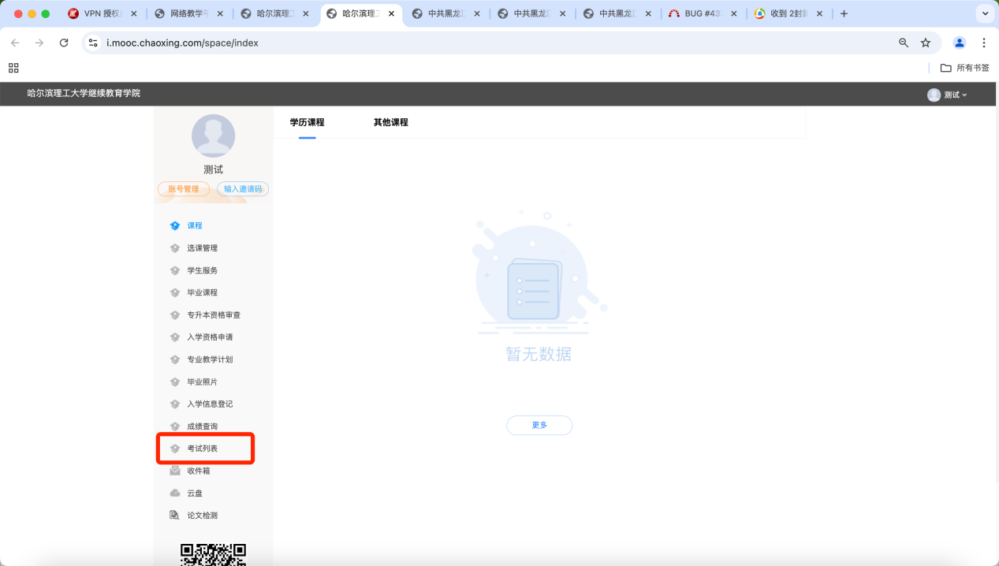 VPN 授权
网络教学
哈尔滨理工
哈尔滨理工
中共黑龙江
中共黑龙江
中共黑龙江
BUG #43
收到 2封新
i.mooc.chaoxing.com/space/index
所有书签
哈尔滨理工大学继续教育学院
测试
学历课程
其他课程
测试
账号管理
输入邀请码
课程
选课管理
学生服务
毕业课程
专升本资格审查
入学资格申请
专业教学计划
毕业照片
入学信息登记
成绩查询
考试列表
收件箱
云盘
论文检测
暂无数据
更多